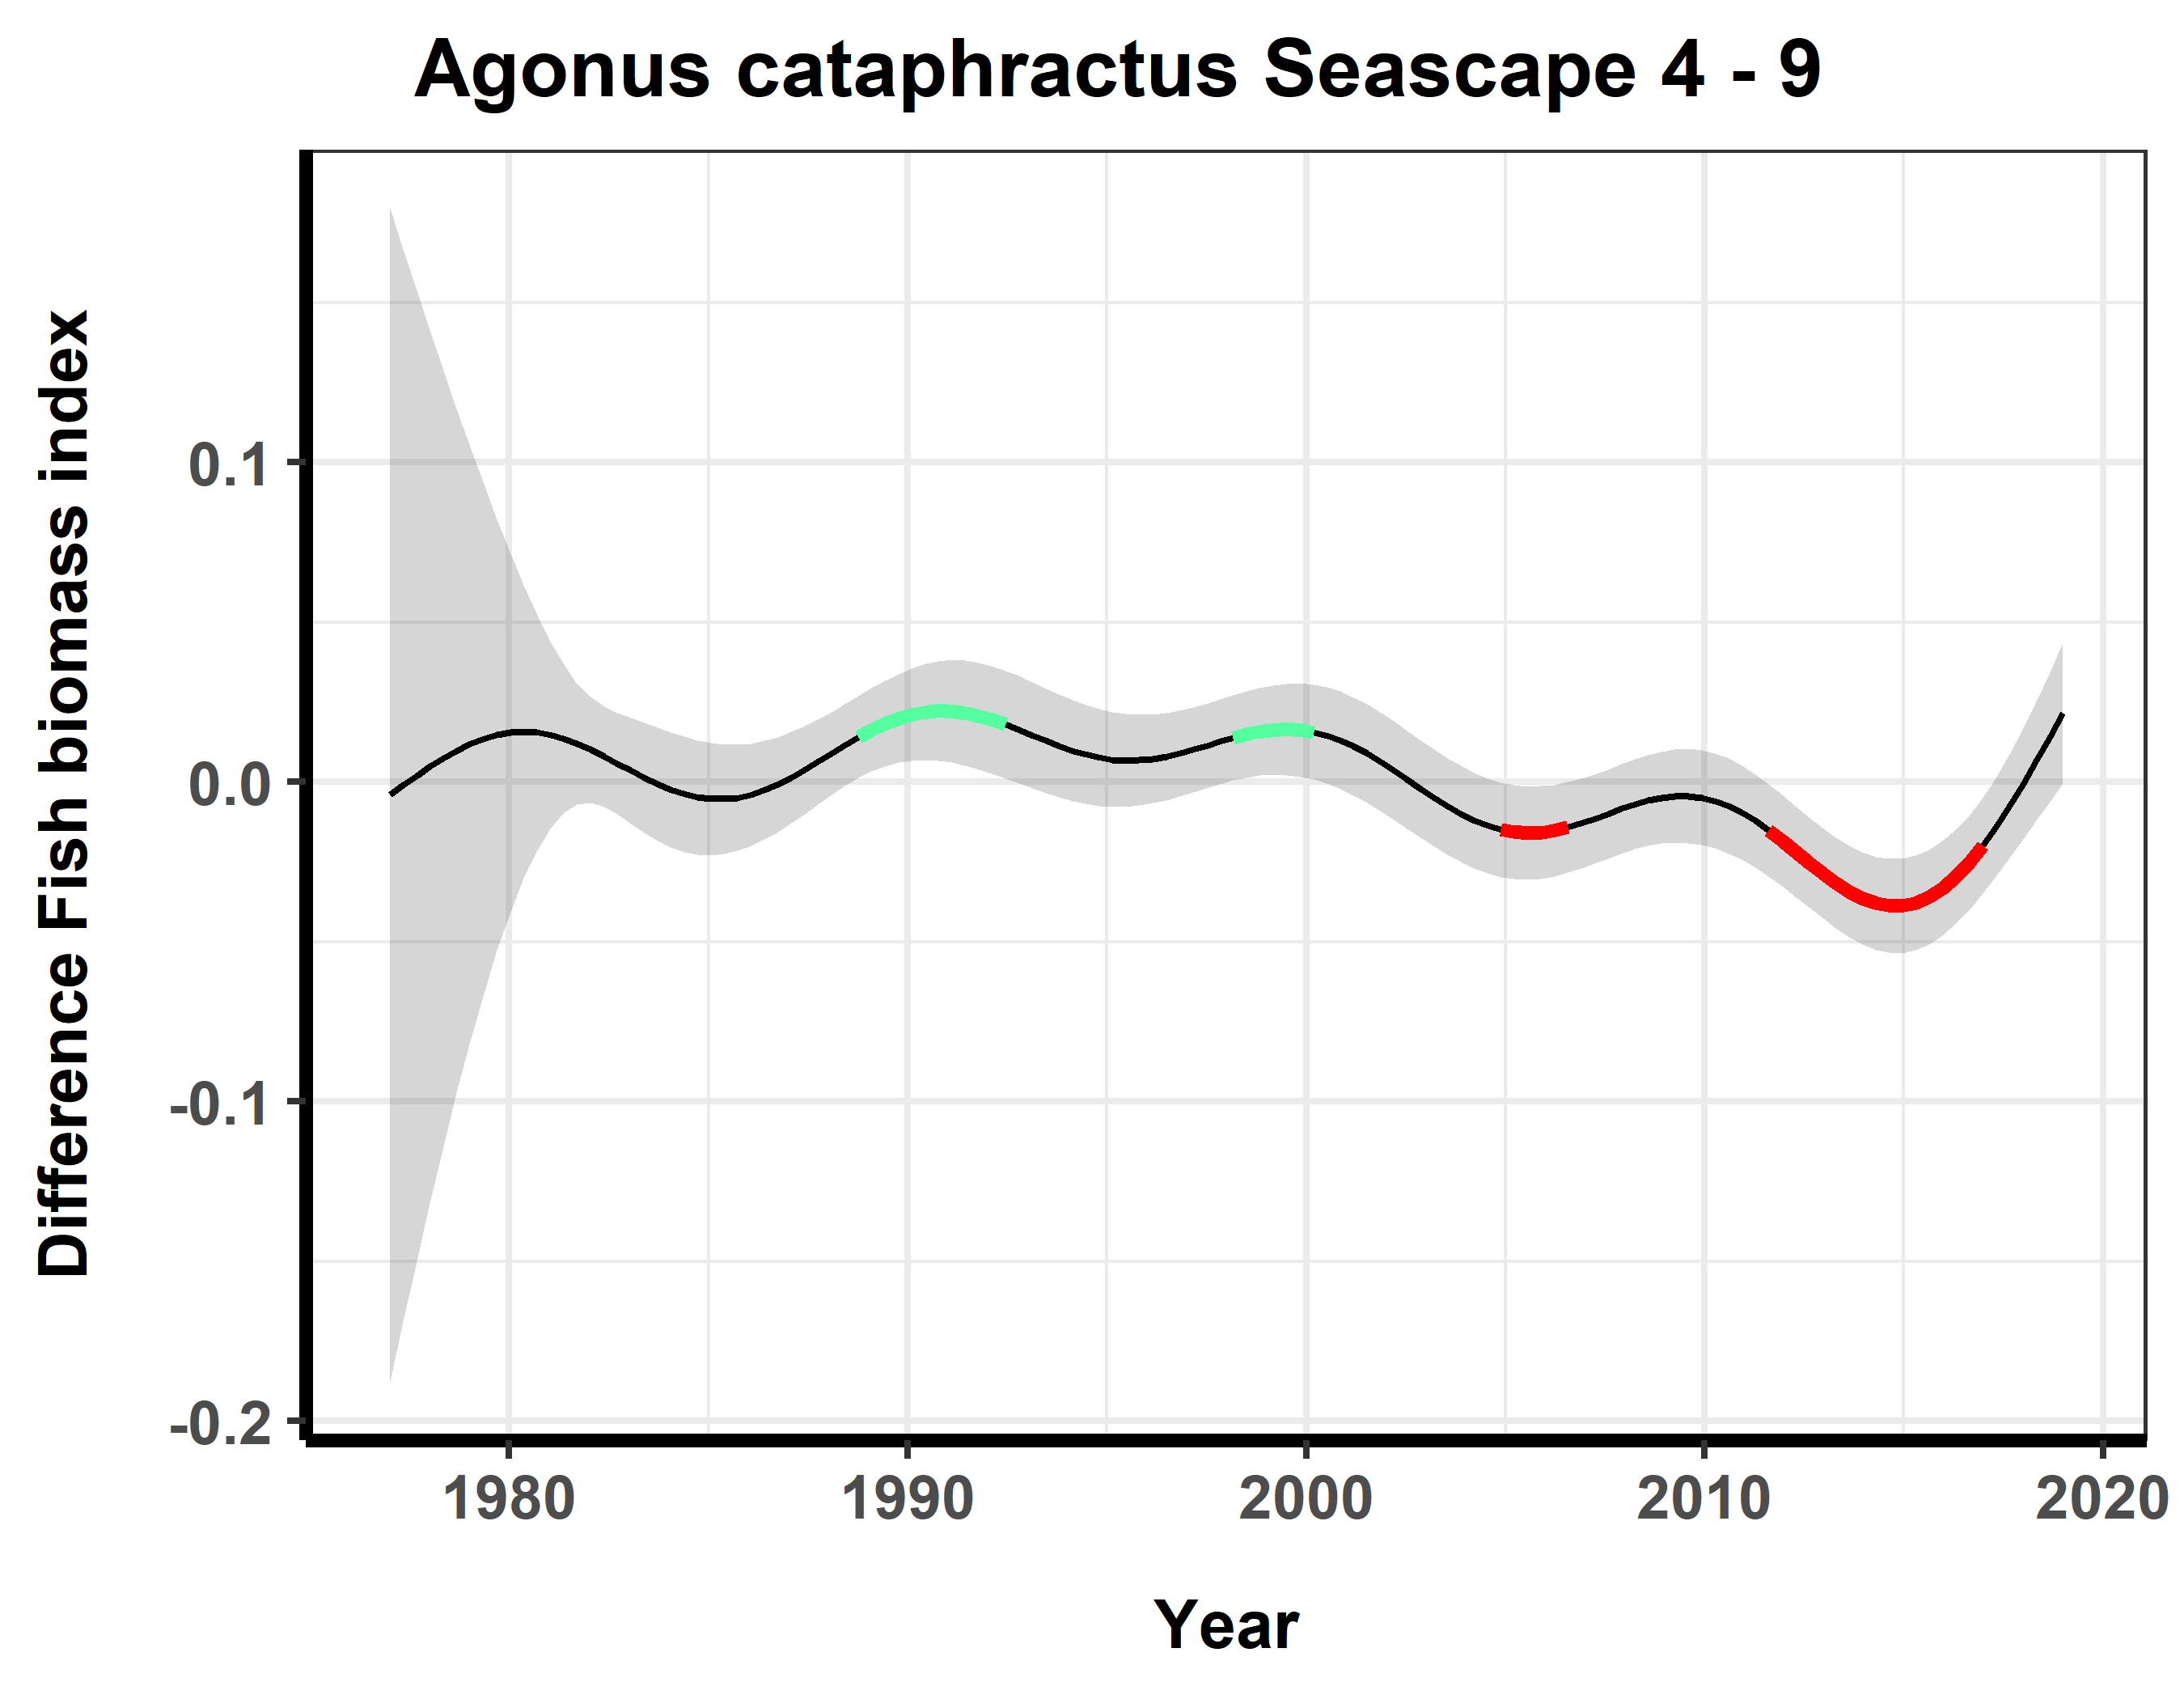 Agonus cataphractus Seascape 4 - 9
Difference Fish biomass index
0.1
0.0
-0.1
-0.2
1980 1990 2000 2010 2020
Year